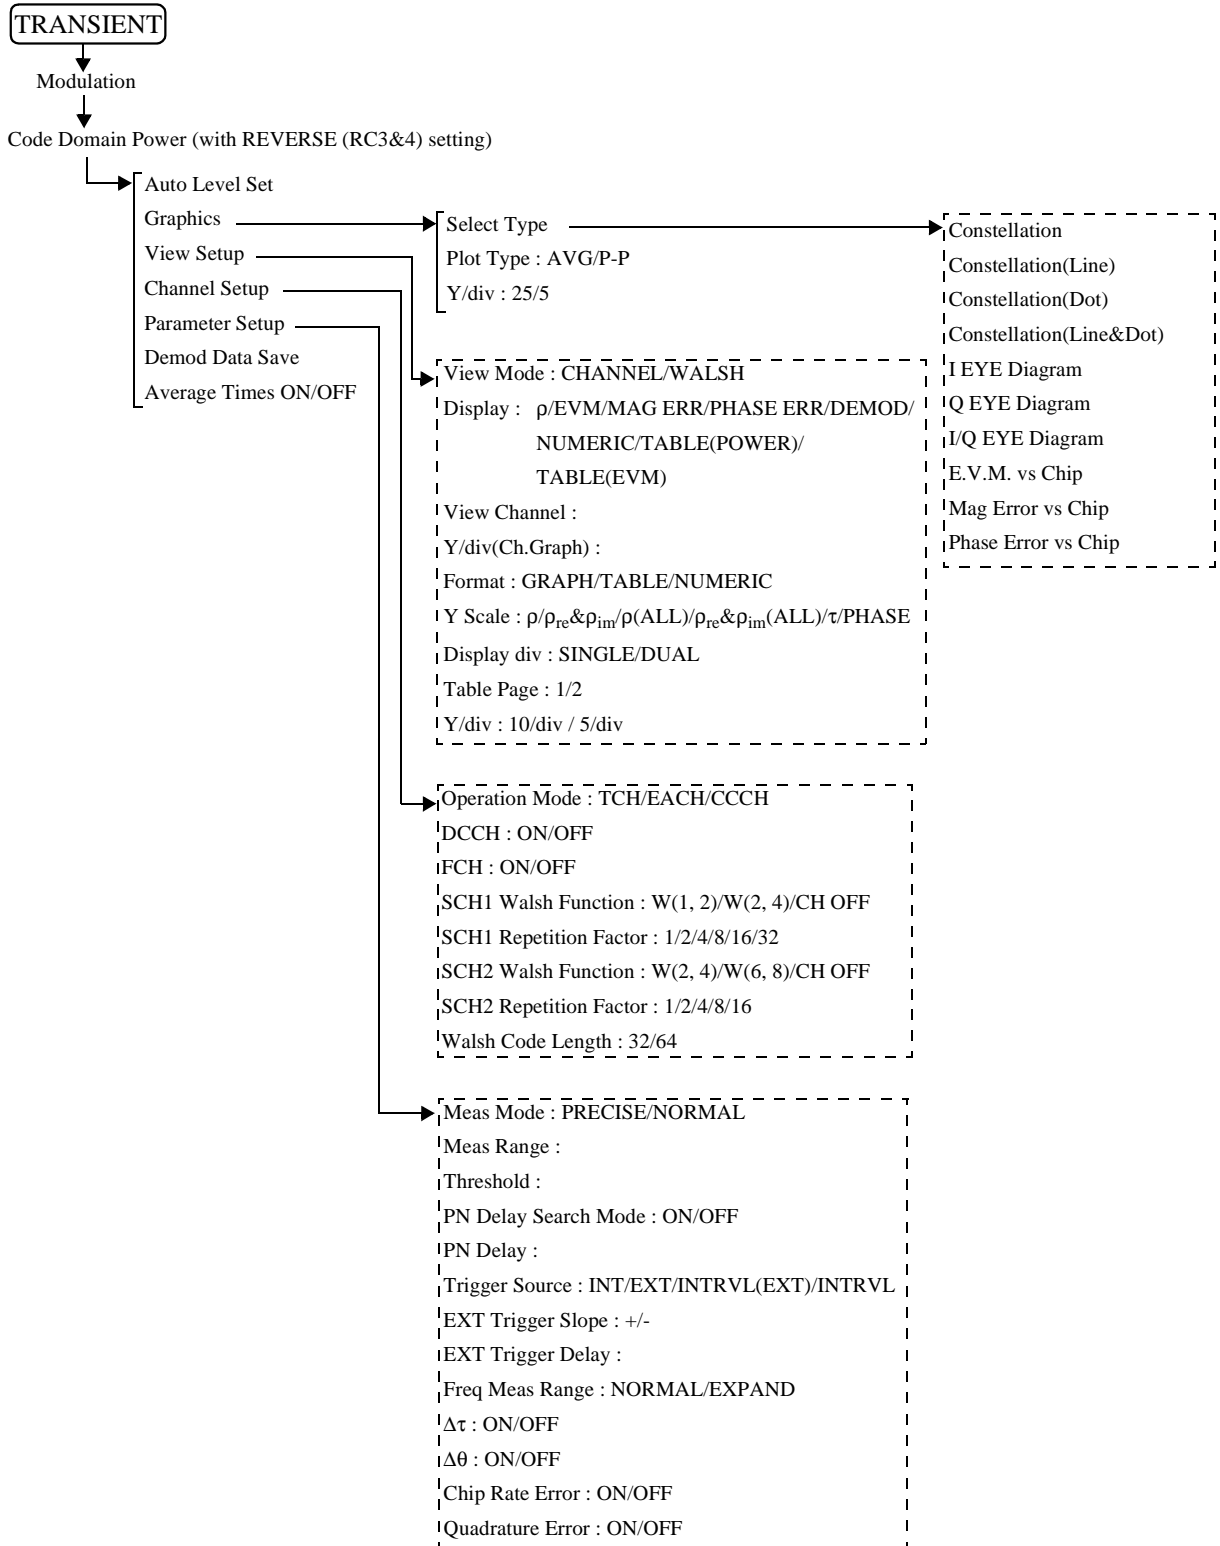 TRANSIENT
Modulation
Code Domain Power (with REVERSE (RC3&4) setting)
Auto Level Set
Graphics
View Setup
Channel Setup
Parameter Setup
Demod Data Save
Average Times ON/OFF
Select Type
Plot Type : AVG/P-P
Y/div : 25/5
Constellation
Constellation(Line)
Constellation(Dot)
Constellation(Line&Dot)
I EYE Diagram
Q EYE Diagram
I/Q EYE Diagram
E.V.M. vs Chip
Mag Error vs Chip
Phase Error vs Chip
View Mode : CHANNEL/WALSH
Display : ρ/EVM/MAG ERR/PHASE ERR/DEMOD/
NUMERIC/TABLE(POWER)/
TABLE(EVM)
View Channel :
Y/div(Ch.Graph) :
Format : GRAPH/TABLE/NUMERIC
Y Scale : ρ/ρre&ρim/ρ(ALL)/ρre&ρim(ALL)/τ/PHASE
Display div : SINGLE/DUAL
Table Page : 1/2
Y/div : 10/div / 5/div
Operation Mode : TCH/EACH/CCCH
DCCH : ON/OFF
FCH : ON/OFF
SCH1 Walsh Function : W(1, 2)/W(2, 4)/CH OFF
SCH1 Repetition Factor : 1/2/4/8/16/32
SCH2 Walsh Function : W(2, 4)/W(6, 8)/CH OFF
SCH2 Repetition Factor : 1/2/4/8/16
Walsh Code Length : 32/64
Meas Mode : PRECISE/NORMAL
Meas Range :
Threshold :
PN Delay Search Mode : ON/OFF
PN Delay :
Trigger Source : INT/EXT/INTRVL(EXT)/INTRVL
EXT Trigger Slope : +/-
EXT Trigger Delay :
Freq Meas Range : NORMAL/EXPAND
Δτ : ON/OFF
Δθ : ON/OFF
Chip Rate Error : ON/OFF
Quadrature Error : ON/OFF